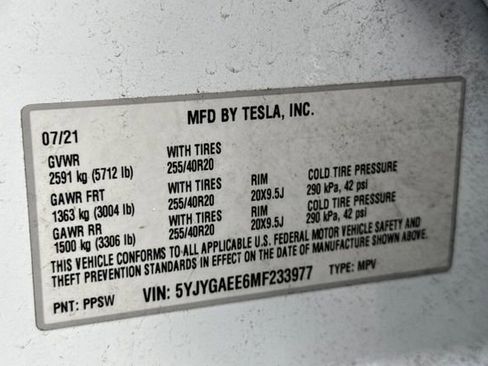 MFD BY TESLA, INC.
07/21
GVWR WITH TIRES
2591 kg (5712 lb) 255/40R20
GAWR FRT WITH TIRES RIM COLD TIRE PRESSURE
1363 kg (3004 lb) 255/40R20 20X9.5J 290 kPa, 42 psi
GAWR RR WITH TIRES RIM COLD TIRE PRESSURE
1500 kg (3306 lb) 255/40R20 20X9.5J 290 kPa, 42 psi
THIS VEHICLE CONFORMS TO ALL APPLICABLE U.S. FEDERAL MOTOR VEHICLE SAFETY AND
THEFT PREVENTION STANDARDS IN EFFECT ON THE DATE OF MANUFACTURE SHOWN ABOVE.
PNT: PPSW VIN: 5YJYGAEE6MF233977 TYPE: MPV